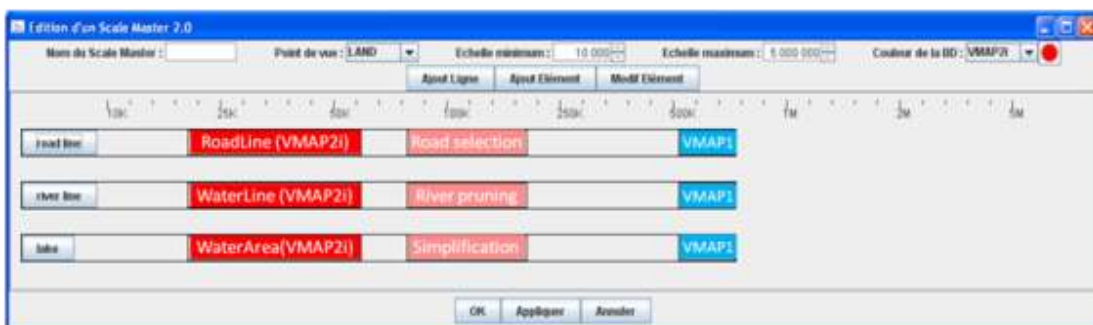 Edition d'un Scale Master 2.0
Nom du Scale Master : Point de vue : LAND Echelle minimum : 10 000 Echelle maximum : 5 000 000 Couleur de la BD : VMAP2i
Ajout Ligne Ajout Elément Modif Elément
10K 25K 50K 100K 250K 500K 1M 2M 5M
road line RoadLine (VMAP2i) Road selection VMAP1
river line WaterLine (VMAP2i) River pruning VMAP1
lake WaterArea(VMAP2i) Simplification VMAP1
OK Appliquer Annuler